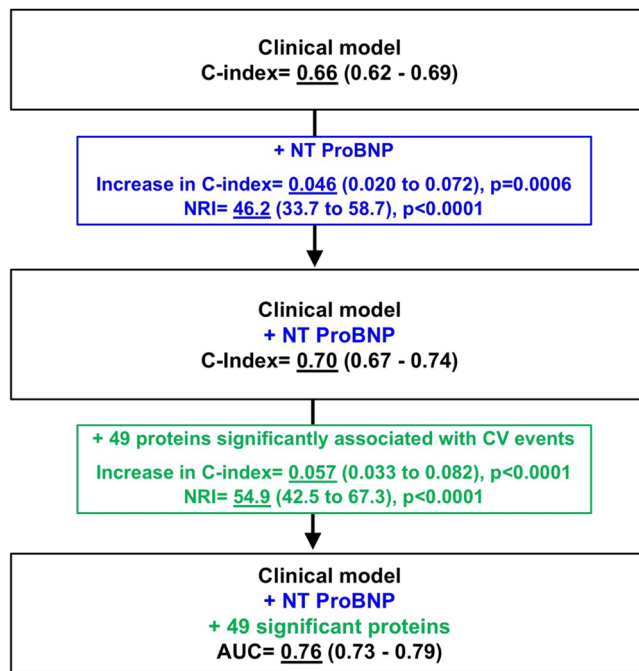 Clinical model
C-index= 0.66 (0.62 - 0.69)
+ NT ProBNP
Increase in C-index= 0.046 (0.020 to 0.072), p=0.0006
NRI= 46.2 (33.7 to 58.7), p<0.0001
Clinical model
+ NT ProBNP
C-Index= 0.70 (0.67 - 0.74)
+ 49 proteins significantly associated with CV events
Increase in C-index= 0.057 (0.033 to 0.082), p<0.0001
NRI= 54.9 (42.5 to 67.3), p<0.0001
Clinical model
+ NT ProBNP
+ 49 significant proteins
AUC= 0.76 (0.73 - 0.79)